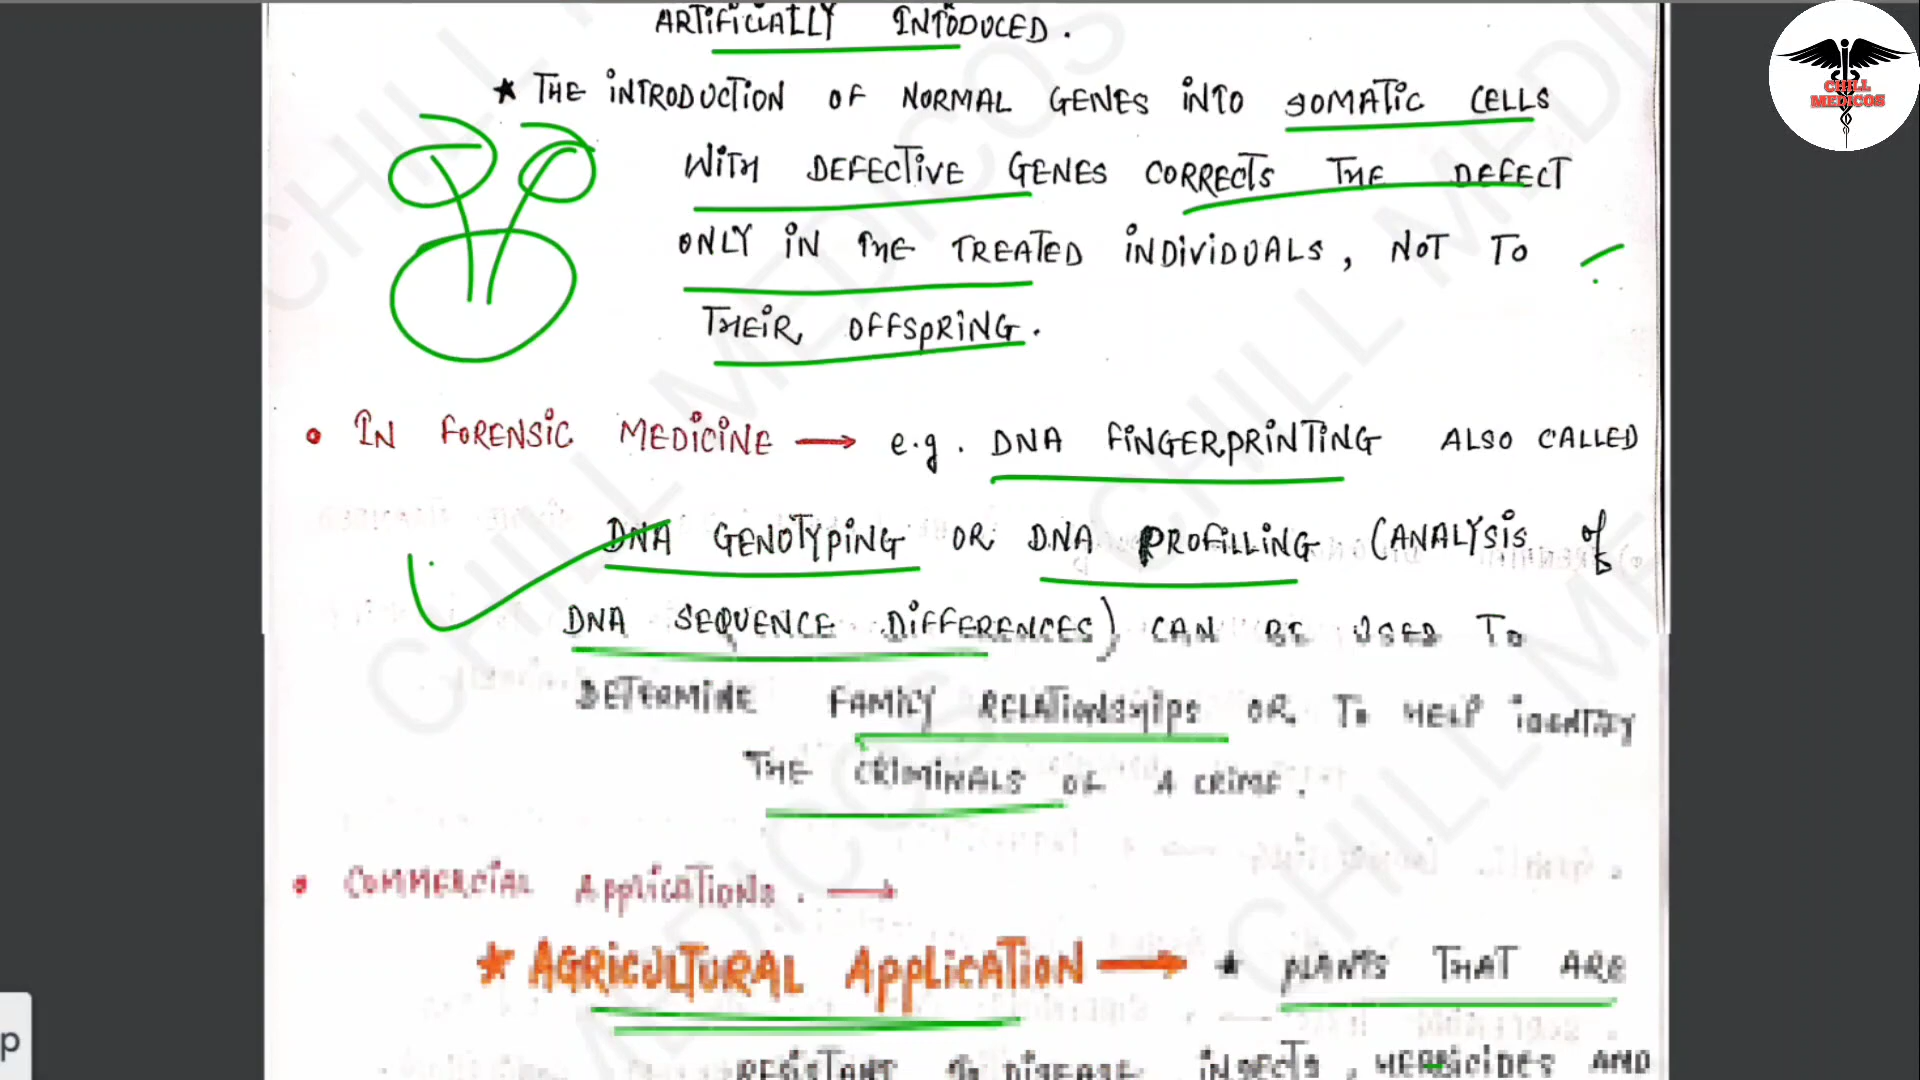 ARTIFICIALLY INTODUCED.
★ THE INTRODUCTION OF NORMAL GENES INTO SOMATIC CELLS
WITH DEFECTIVE GENES CORRECTS THE DEFECT
ONLY IN THE TREATED INDIVIDUALS, NOT TO
THEIR OFFSPRING.
• IN FORENSIC MEDICINE → e.g. DNA FINGERPRINTING ALSO CALLED
DNA GENOTYPING OR DNA PROFILLING (ANALYSIS of
DNA SEQUENCE DIFFERENCES) CAN BE USED TO
DETERMINE FAMILY RELATIONSHIPS OR TO HELP IDENTIFY
THE CRIMINALS OF A CRIME.
• COMMERCIAL APPLICATIONS. →
★ AGRICULTURAL APPLICATION → ★ PLANTS THAT ARE
RESISTANT TO DISEASE, INSECTS, HERBICIDES AND
CHILL
MEDICOS
CHILL MEDICOS
p